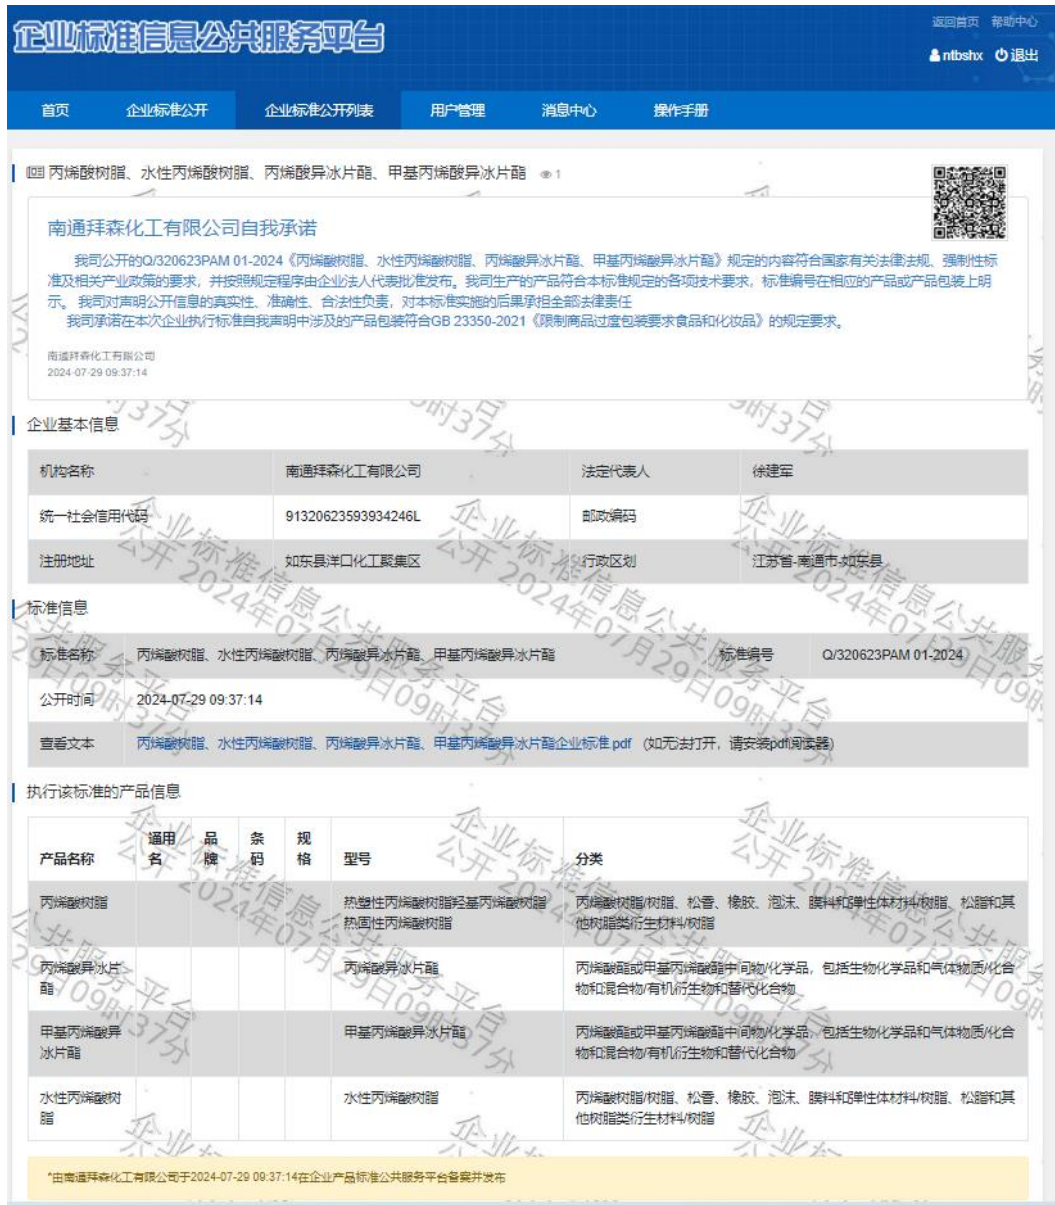 企业标准信息公共服务平台
返回首页 帮助中心
ntbshx 退出
首页 企业标准公开 企业标准公开列表 用户管理 消息中心 操作手册
丙烯酸树脂、水性丙烯酸树脂、丙烯酸异冰片酯、甲基丙烯酸异冰片酯 1
南通拜森化工有限公司自我承诺
我司公开的Q/320623PAM 01-2024《丙烯酸树脂、水性丙烯酸树脂、丙烯酸异冰片酯、甲基丙烯酸异冰片酯》规定的内容符合国家有关法律法规、强制性标
准及相关产业政策的要求，并按照规定程序由企业法人代表批准发布。我司生产的产品符合本标准规定的各项技术要求，标准编号在相应的产品或产品包装上明
示。 我司对声明公开信息的真实性、准确性、合法性负责，对本标准实施的后果承担全部法律责任
我司承诺在本次企业执行标准自我声明中涉及的产品包装符合GB 23350-2021《限制商品过度包装要求食品和化妆品》的规定要求。
南通拜森化工有限公司
2024-07-29 09:37:14
企业基本信息
机构名称 南通拜森化工有限公司 法定代表人 徐建军
统一社会信用代码 91320623593934246L 邮政编码
注册地址 如东县洋口化工聚集区 行政区划 江苏省-南通市-如东县
标准信息
标准名称 丙烯酸树脂、水性丙烯酸树脂、丙烯酸异冰片酯、甲基丙烯酸异冰片酯 标准编号 Q/320623PAM 01-2024
公开时间 2024-07-29 09:37:14
查看文本 丙烯酸树脂、水性丙烯酸树脂、丙烯酸异冰片酯、甲基丙烯酸异冰片酯企业标准.pdf (如无法打开，请安装pdf阅读器)
执行该标准的产品信息
产品名称 通用名 品牌 条码 规格 型号 分类
丙烯酸树脂 热塑性丙烯酸树脂羟基丙烯酸树脂 丙烯酸树脂/树脂、松香、橡胶、泡沫、膜料和弹性体材料/树脂、松脂和其
热固性丙烯酸树脂 他树脂类衍生材料/树脂
丙烯酸异冰片 丙烯酸异冰片酯 丙烯酸酯或甲基丙烯酸酯中间物/化学品，包括生物化学品和气体物质/化合
酯 物和混合物/有机衍生物和替代化合物
甲基丙烯酸异 甲基丙烯酸异冰片酯 丙烯酸酯或甲基丙烯酸酯中间物/化学品，包括生物化学品和气体物质/化合
冰片酯 物和混合物/有机衍生物和替代化合物
水性丙烯酸树 水性丙烯酸树脂 丙烯酸树脂/树脂、松香、橡胶、泡沫、膜料和弹性体材料/树脂、松脂和其
脂 他树脂类衍生材料/树脂
*由南通拜森化工有限公司于2024-07-29 09:37:14在企业产品标准公共服务平台备案并发布
企业标准信息公共服务平台
公开 2024年07月29日09时37分